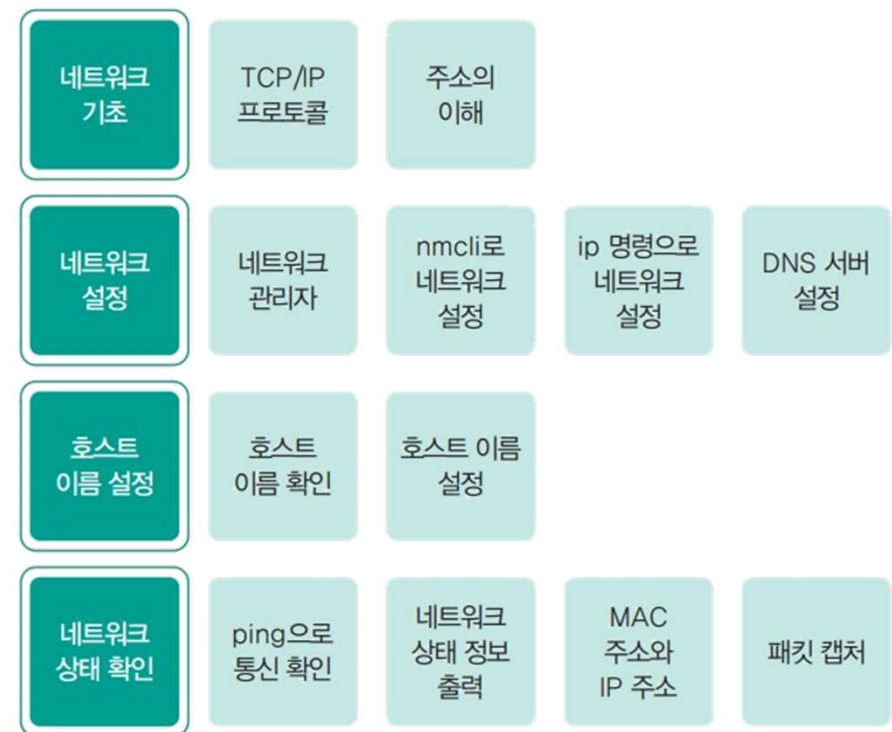 네트워크
기초
TCP/IP
프로토콜
주소의
이해
네트워크
설정
네트워크
관리자
nmcli로
네트워크
설정
ip 명령으로
네트워크
설정
DNS 서버
설정
호스트
이름 설정
호스트
이름 확인
호스트 이름
설정
네트워크
상태 확인
ping으로
통신 확인
네트워크
상태 정보
출력
MAC
주소와
IP 주소
패킷 캡처